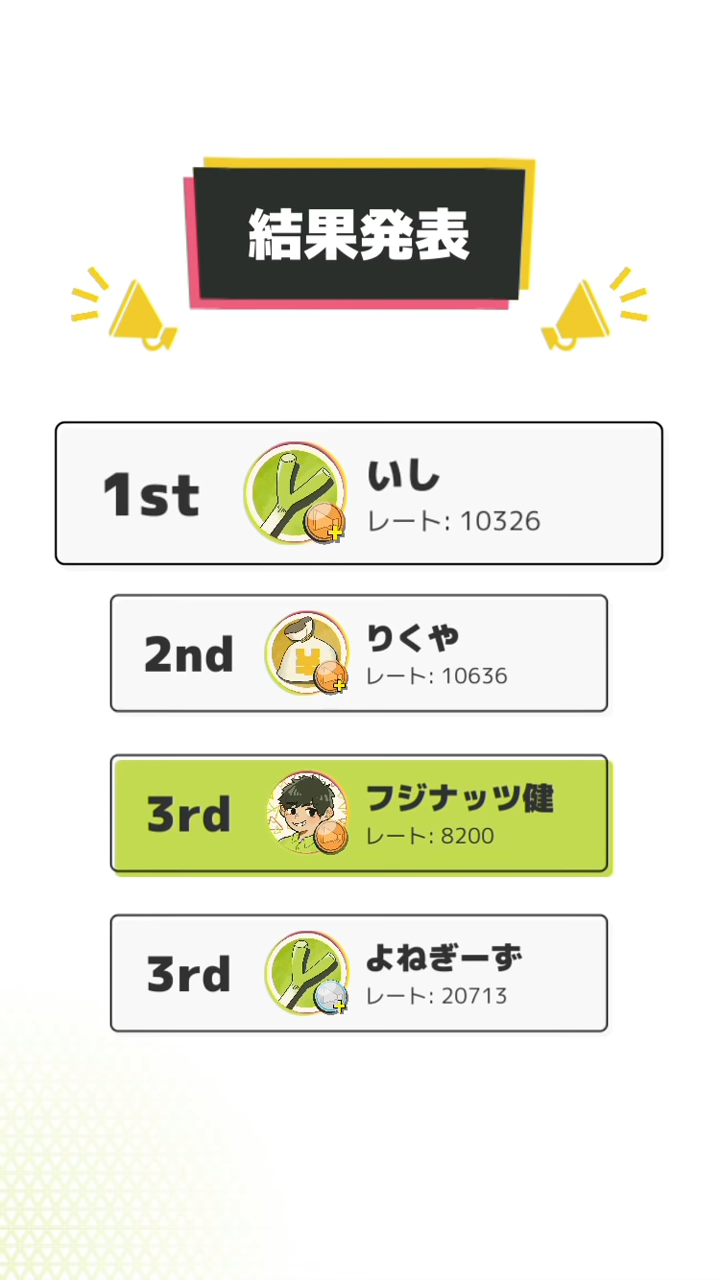 結果発表
1st
いし
レート: 10326
2nd
りくや
レート: 10636
3rd
フジナッツ健
レート: 8200
3rd
よねぎーず
レート: 20713